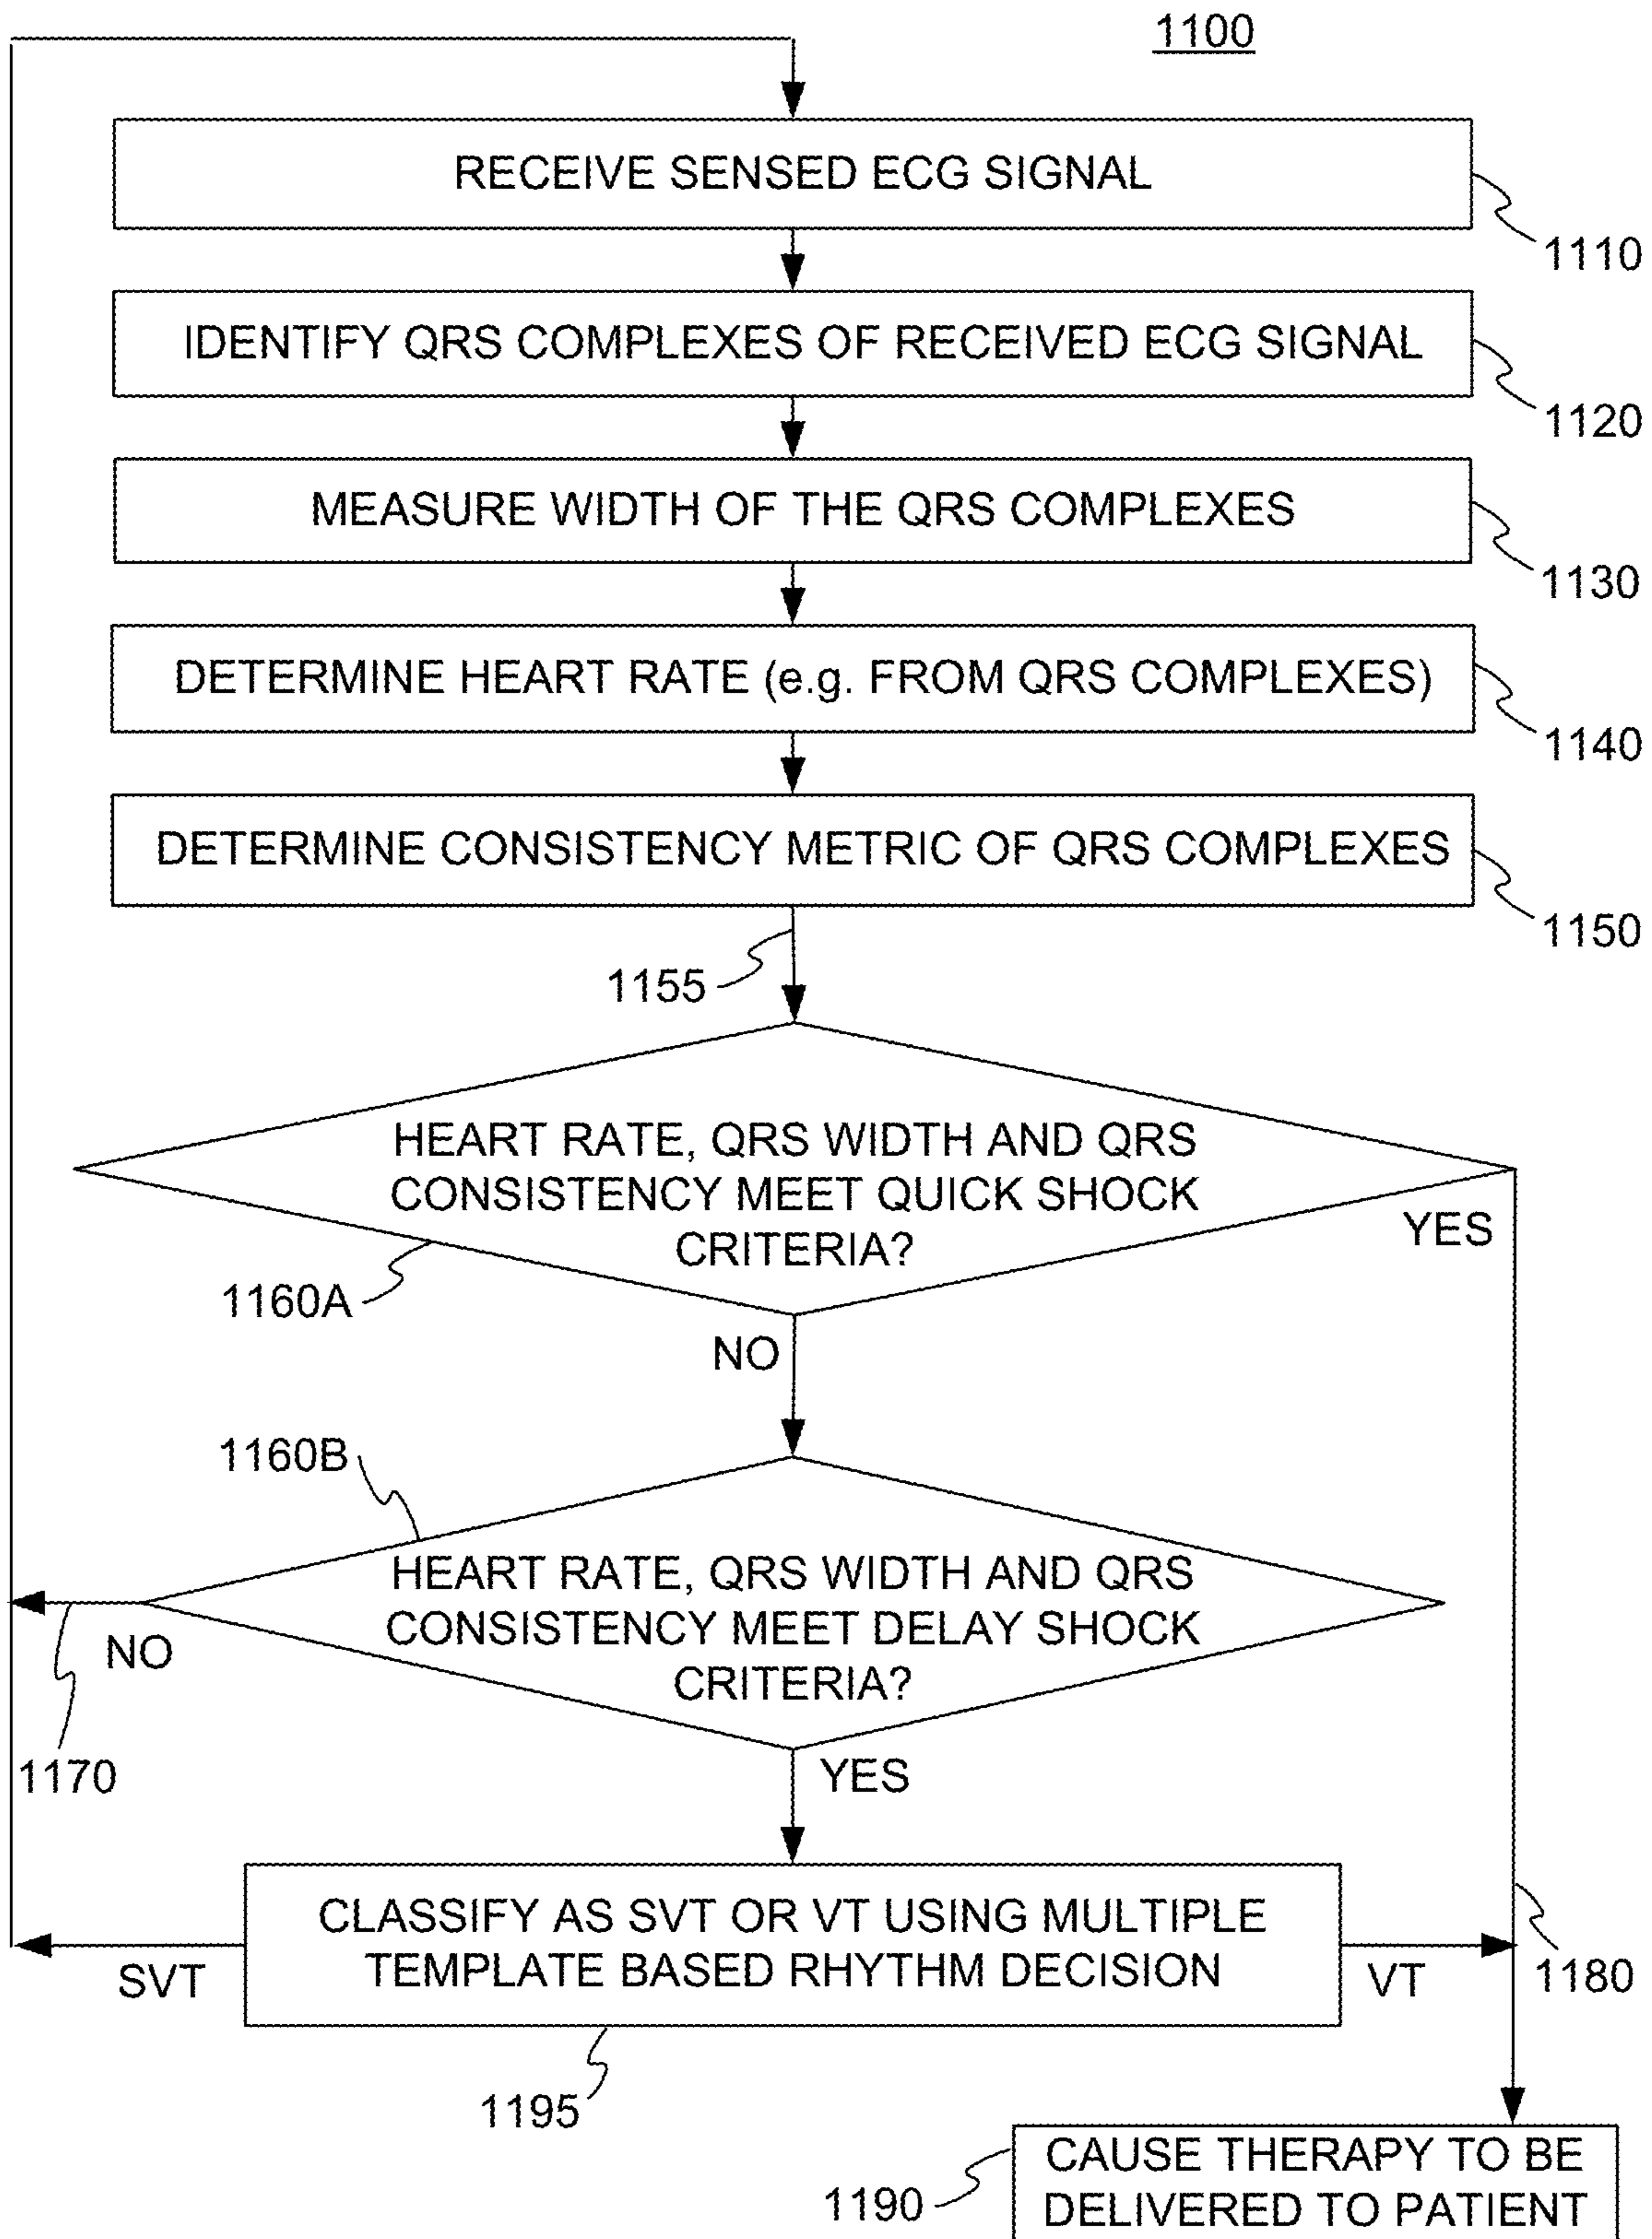 1100
RECEIVE SENSED ECG SIGNAL
1110
IDENTIFY QRS COMPLEXES OF RECEIVED ECG SIGNAL
1120
MEASURE WIDTH OF THE QRS COMPLEXES
1130
DETERMINE HEART RATE (e.g. FROM QRS COMPLEXES)
1140
DETERMINE CONSISTENCY METRIC OF QRS COMPLEXES
1150
1155
HEART RATE, QRS WIDTH AND QRS
CONSISTENCY MEET QUICK SHOCK
CRITERIA?
YES
1160A
NO
1160B
HEART RATE, QRS WIDTH AND QRS
CONSISTENCY MEET DELAY SHOCK
CRITERIA?
NO
1170
YES
CLASSIFY AS SVT OR VT USING MULTIPLE
TEMPLATE BASED RHYTHM DECISION
SVT
VT
1180
1195
CAUSE THERAPY TO BE
DELIVERED TO PATIENT
1190